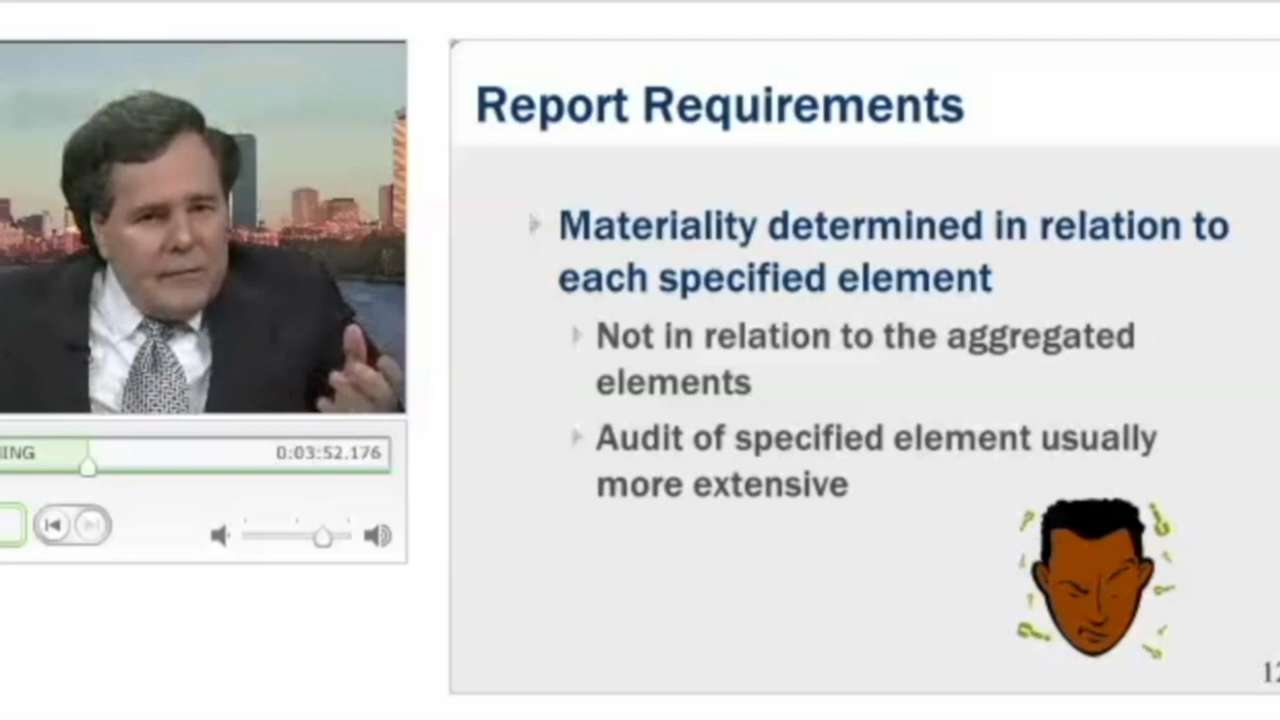 Report Requirements
Materiality determined in relation to
each specified element
Not in relation to the aggregated
elements
Audit of specified element usually
more extensive
ING
0:03:52.176
12